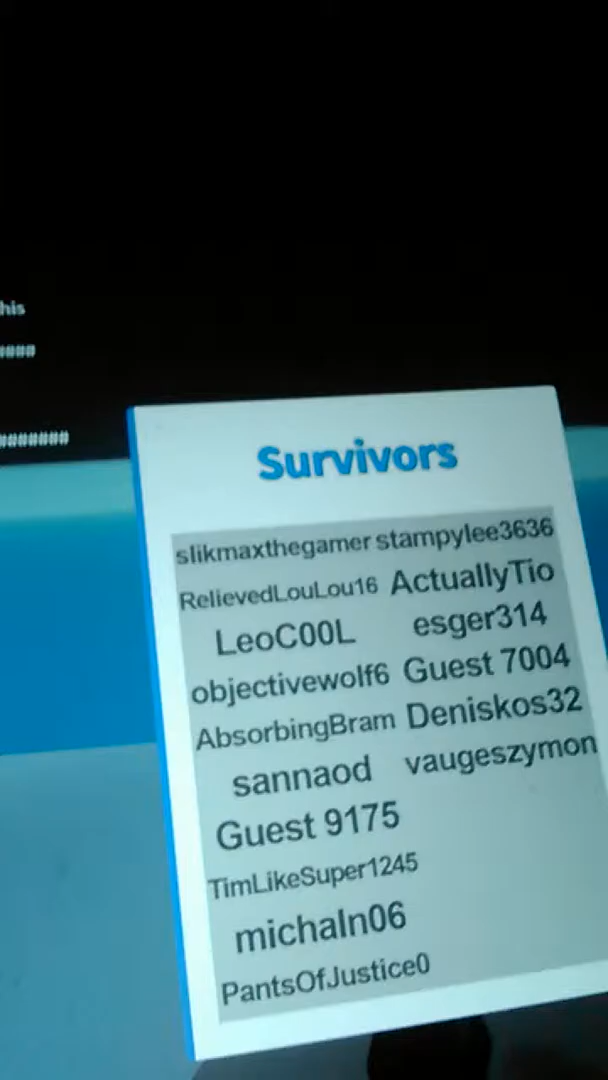 his
####
#######
Survivors
slikmaxthegamer stampylee3636
RelievedLouLou16 ActuallyTio
LeoC00L esger314
objectivewolf6 Guest 7004
AbsorbingBram Deniskos32
sannaod vaugeszymon
Guest 9175
TimLikeSuper1245
michaln06
PantsOfJustice0